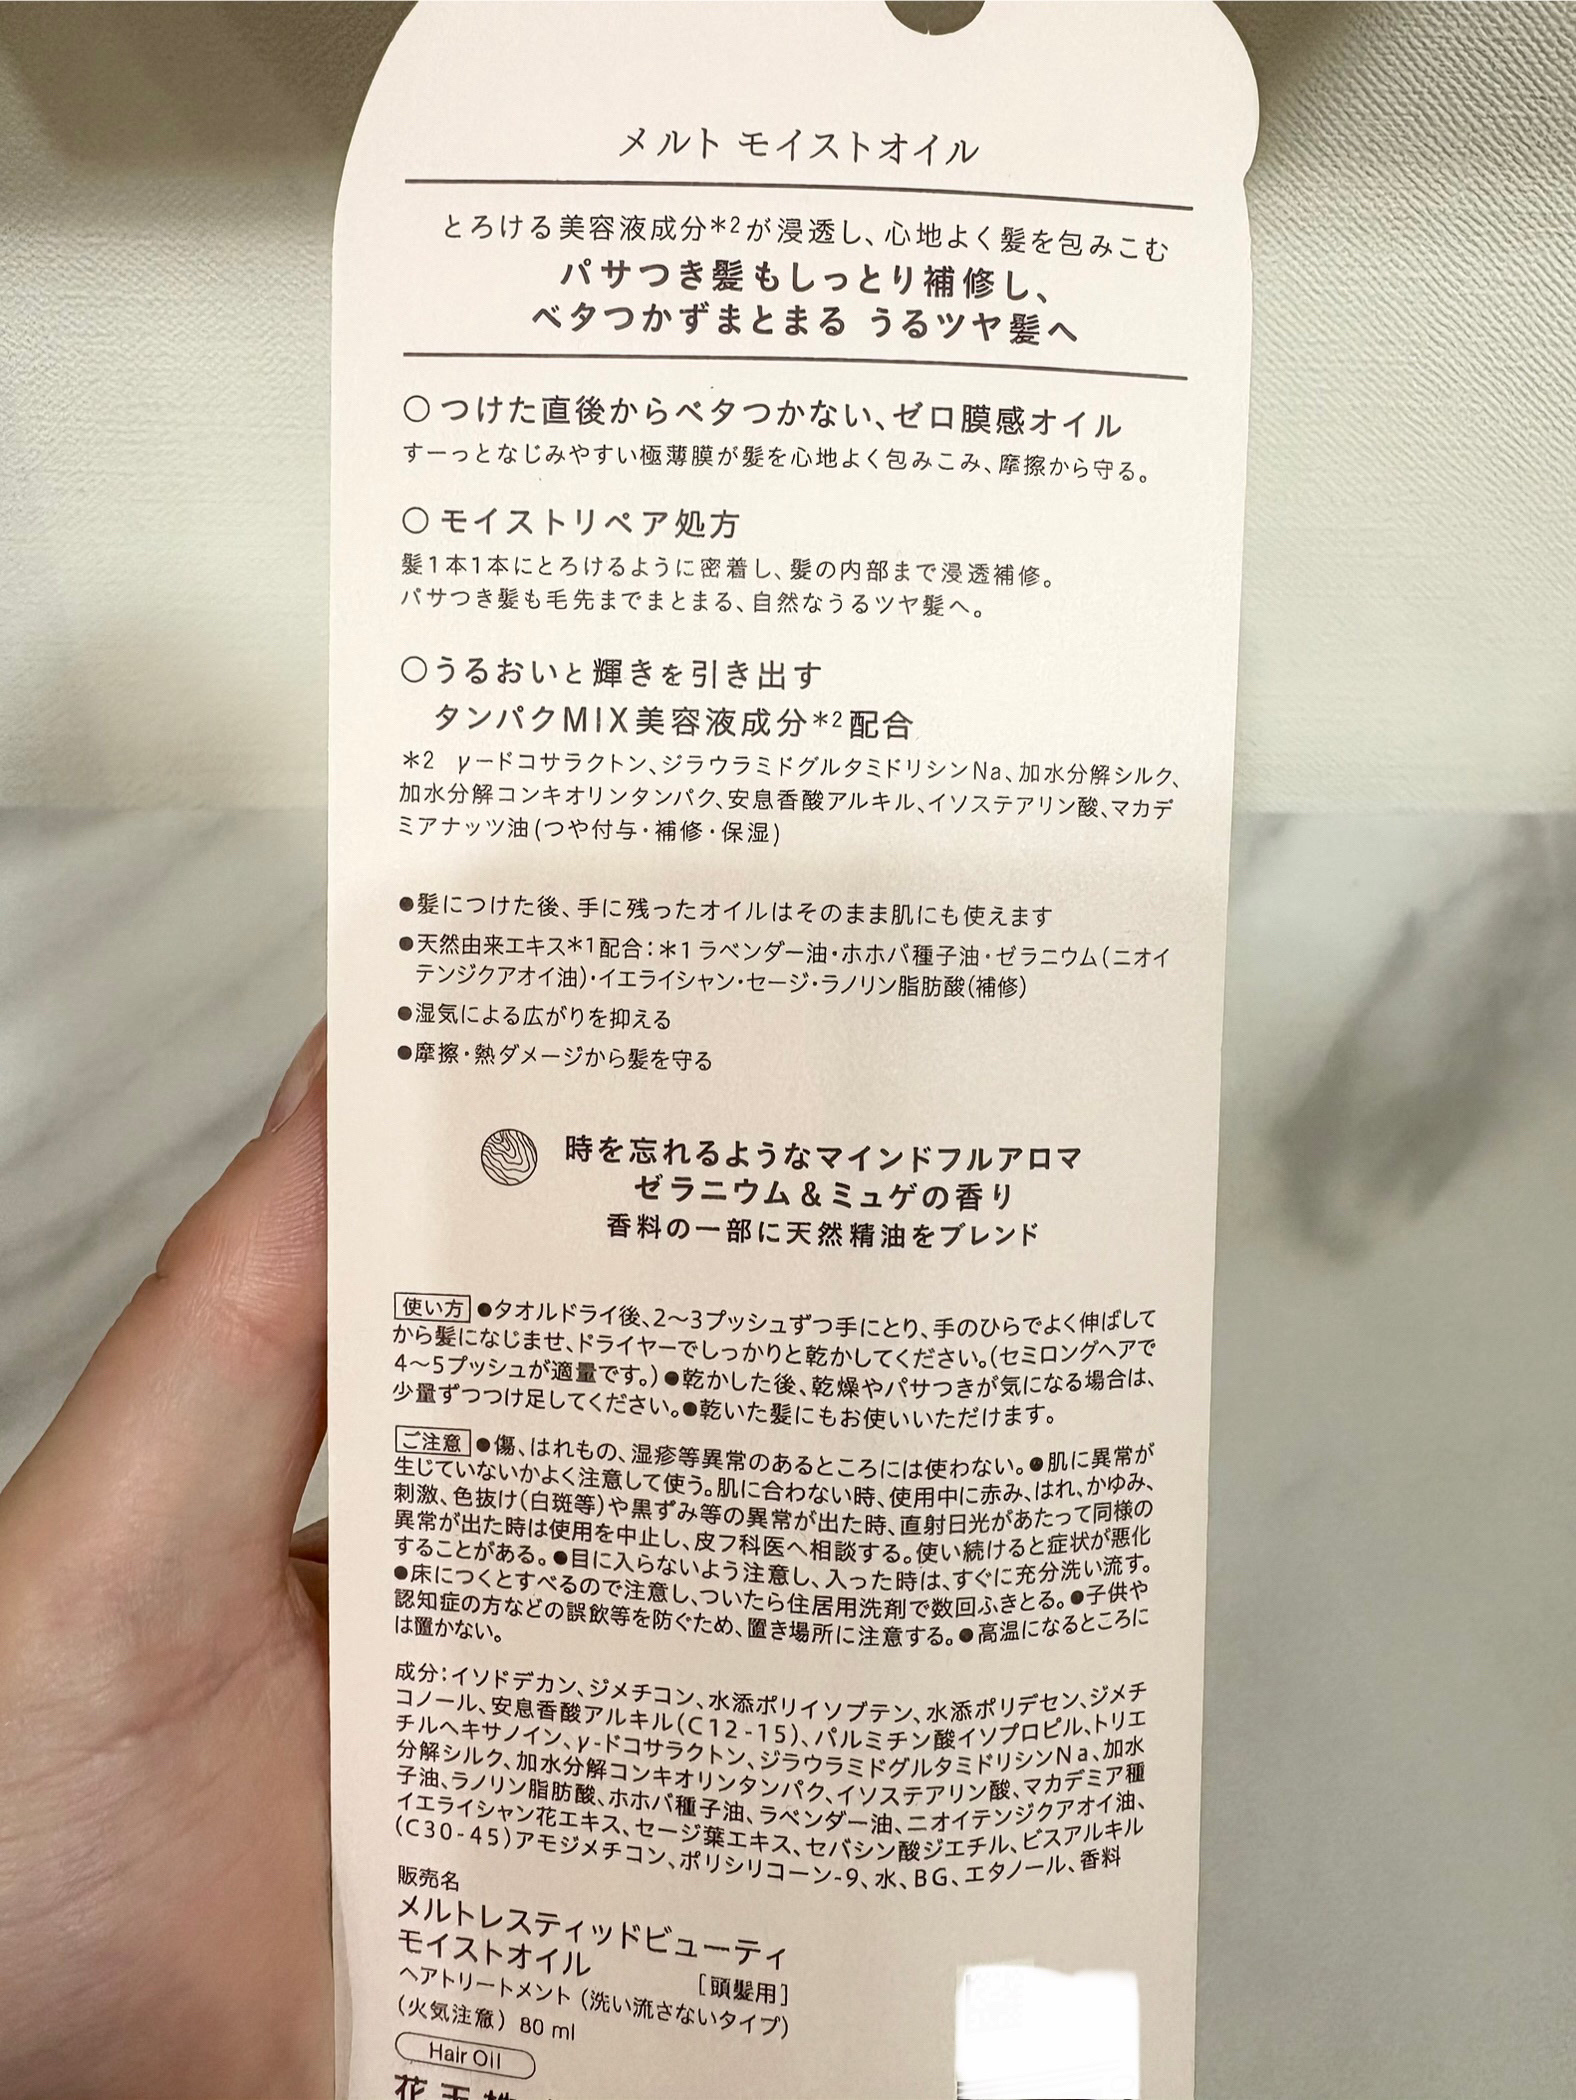 メルト モイストオイル
とろける美容液成分*2が浸透し、心地よく髪を包みこむ
パサつき髪もしっとり補修し、
ベタつかずまとまる うるツヤ髪へ
○つけた直後からベタつかない、ゼロ膜感オイル
すーっとなじみやすい極薄膜が髪を心地よく包みこみ、摩擦から守る。
○モイストリペア処方
髪1本1本にとろけるように密着し、髪の内部まで浸透補修。
パサつき髪も毛先までまとまる、自然なうるツヤ髪へ。
○うるおいと輝きを引き出す
タンパクMIX美容液成分*2配合
*2 γードコサラクトン、ジラウラミドグルタミドリシンNa、加水分解シルク、
加水分解コンキオリンタンパク、安息香酸アルキル、イソステアリン酸、マカデ
ミアナッツ油(つや付与・補修・保湿)
●髪につけた後、手に残ったオイルはそのまま肌にも使えます
●天然由来エキス*1配合:*1ラベンダー油・ホホバ種子油・ゼラニウム(ニオイ
テンジクアオイ油)・イエライシャン・セージ・ラノリン脂肪酸(補修)
●湿気による広がりを抑える
●摩擦・熱ダメージから髪を守る
時を忘れるようなマインドフルアロマ
ゼラニウム&ミュゲの香り
香料の一部に天然精油をブレンド
使い方 ●タオルドライ後、2〜3プッシュずつ手にとり、手のひらでよく伸ばして
から髪になじませ、ドライヤーでしっかりと乾かしてください。(セミロングヘアで
4〜5プッシュが適量です。)●乾かした後、乾燥やパサつきが気になる場合は、
少量ずつつけ足してください。●乾いた髪にもお使いいただけます。
ご注意 ●傷、はれもの、湿疹等異常のあるところには使わない。●肌に異常が
生じていないかよく注意して使う。肌に合わない時、使用中に赤み、はれ、かゆみ、
刺激、色抜け(白斑等)や黒ずみ等の異常が出た時、直射日光があたって同様の
異常が出た時は使用を中止し、皮フ科医へ相談する。使い続けると症状が悪化
することがある。●目に入らないよう注意し、入った時は、すぐに充分洗い流す。
●床につくとすべるので注意し、ついたら住居用洗剤で数回ふきとる。●子供や
認知症の方などの誤飲等を防ぐため、置き場所に注意する。●高温になるところに
は置かない。
成分:イソドデカン、ジメチコン、水添ポリイソブテン、水添ポリデセン、ジメチ
コノール、安息香酸アルキル(C12-15)、パルミチン酸イソプロピル、トリエ
チルヘキサノイン、γ-ドコサラクトン、ジラウラミドグルタミドリシンNa、加水
分解シルク、加水分解コンキオリンタンパク、イソステアリン酸、マカデミア種
子油、ラノリン脂肪酸、ホホバ種子油、ラベンダー油、ニオイテンジクアオイ油、
イエライシャン花エキス、セージ葉エキス、セバシン酸ジエチル、ビスアルキル
(C30-45)アモジメチコン、ポリシリコーン-9、水、BG、エタノール、香料
販売名
メルトレスティッドビューティ
モイストオイル
[頭髪用]
ヘアトリートメント(洗い流さないタイプ)
(火気注意) 80 ml
Hair Oil
花王